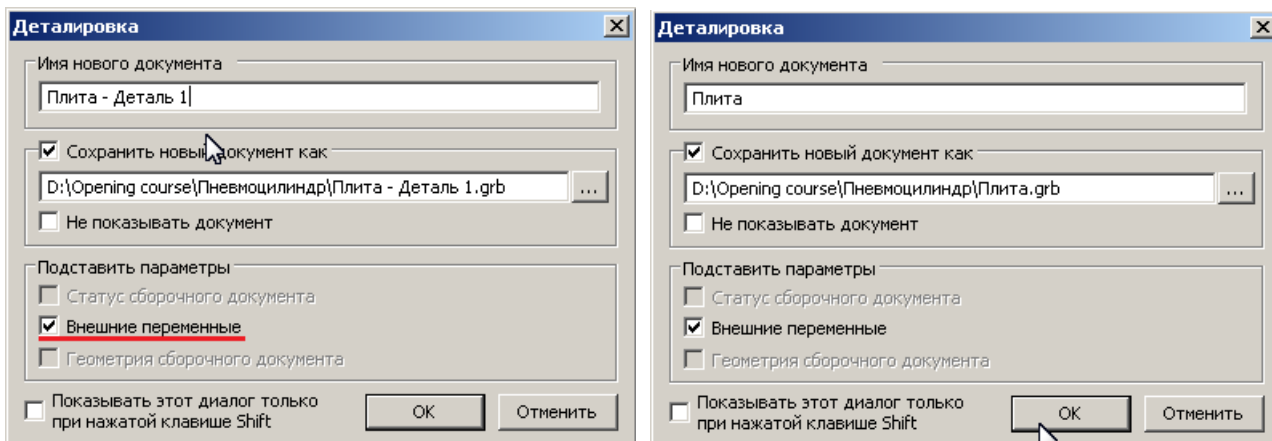 Деталировка
Имя нового документа
Плита - Деталь 1
Сохранить новый документ как
D:\Opening course\Пневмоцилиндр\Плита - Деталь 1.grb
...
Не показывать документ
Подставить параметры
Статус сборочного документа
Внешние переменные
Геометрия сборочного документа
Показывать этот диалог только
при нажатой клавише Shift
OK
Отменить
Деталировка
Имя нового документа
Плита
Сохранить новый документ как
D:\Opening course\Пневмоцилиндр\Плита.grb
...
Не показывать документ
Подставить параметры
Статус сборочного документа
Внешние переменные
Геометрия сборочного документа
Показывать этот диалог только
при нажатой клавише Shift
OK
Отменить